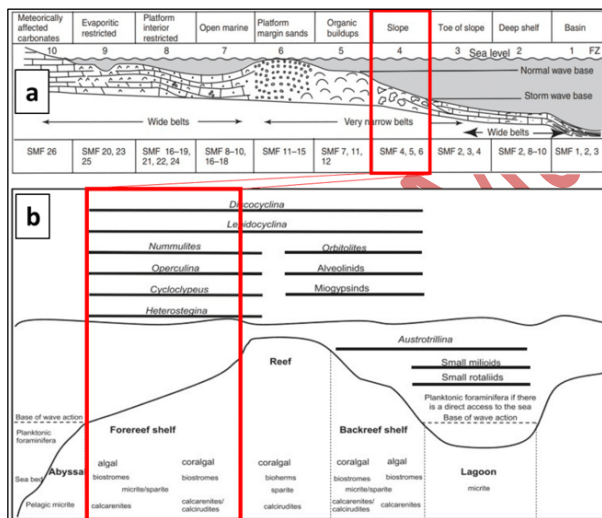 Meteorically affected carbonates
Evaporitic restricted
Platform interior restricted
Open marine
Platform margin sands
Organic buildups
Slope
Toe of slope
Deep shelf
Basin
10 9 8 7 6 5 4 3 2 1 FZ
Sea level
Normal wave base
Storm wave base
a
Wide belts
Very narrow belts
Wide belts
SMF 26
SMF 20, 23 25
SMF 16–19, 21, 22, 24
SMF 8–10, 16–18
SMF 11–15
SMF 7, 11, 12
SMF 4, 5, 6
SMF 2, 3, 4
SMF 2, 8–10
SMF 1, 2, 3
b
Discocyclina
Lepidocyclina
Nummulites Orbitolites
Operculina Alveolinids
Cycloclypeus Miogypsinds
Heterostegina
Austrotrillina
Reef
Small miloids
Small rotaliids
Planktonic foraminifera if there is a direct access to the sea
Base of wave action
Base of wave action
Planktonic foraminifera
Forereef shelf
Backreef shelf
Abyssal
Lagoon
Sea bed
algal coralgal coralgal coralgal algal
biostromes biostromes bioherms biostromes biostromes
micrite/sparite sparite micrite/sparite micrite
Pelagic micrite
calcarenites calcarenites/ calcirudites calcarenites/ calcirudites calcarenites